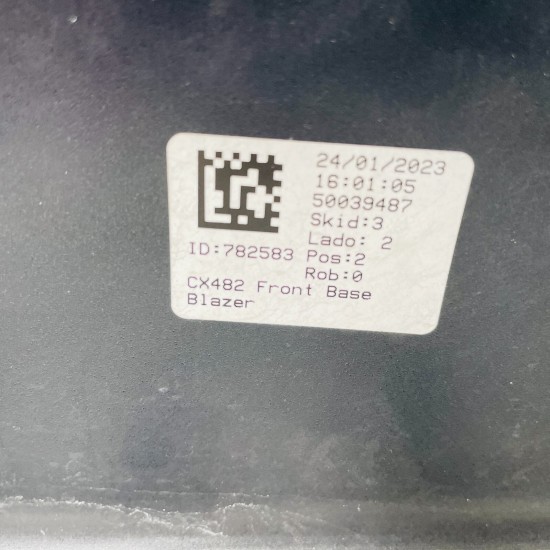 24/01/2023
16:01:05
50039487
Skid:3
Lado: 2
ID:782583 Pos:2
Rob:0
CX482 Front Base
Blazer